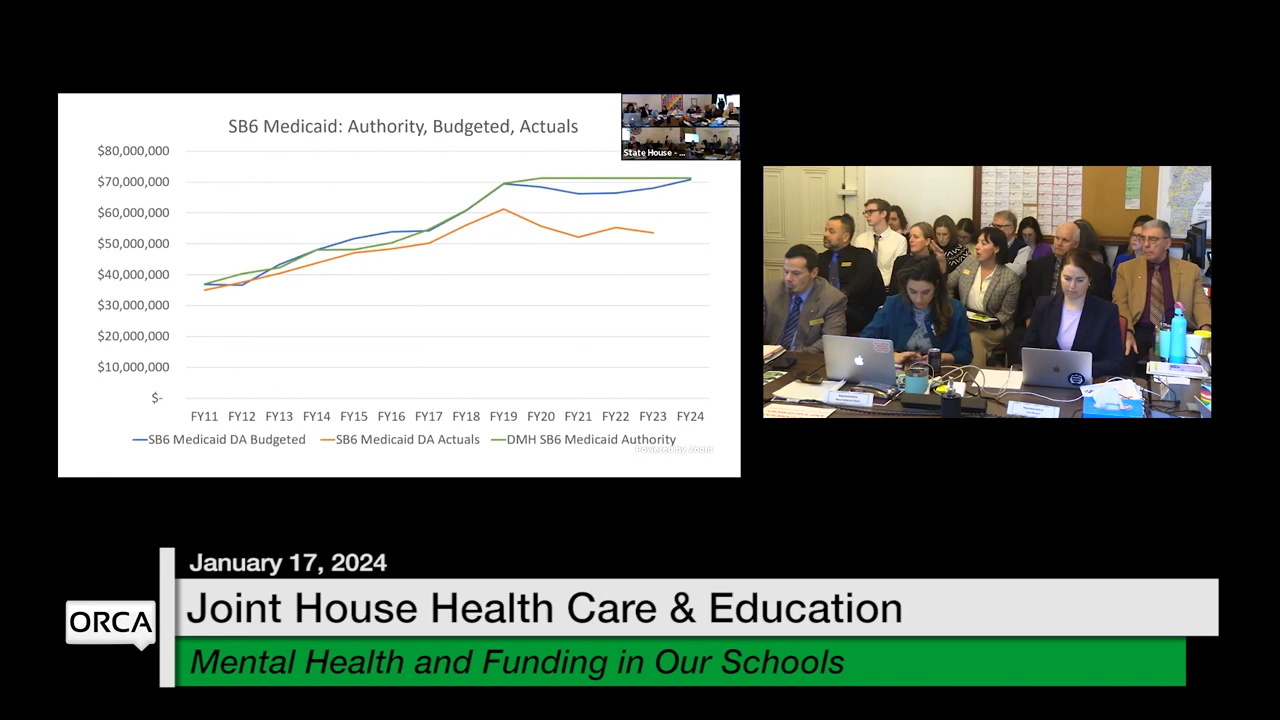 SB6 Medicaid: Authority, Budgeted, Actuals
State House - ...
$80,000,000
$70,000,000
$60,000,000
$50,000,000
$40,000,000
$30,000,000
$20,000,000
$10,000,000
$-
FY11 FY12 FY13 FY14 FY15 FY16 FY17 FY18 FY19 FY20 FY21 FY22 FY23 FY24
SB6 Medicaid DA Budgeted SB6 Medicaid DA Actuals DMH SB6 Medicaid Authority
Powered by Zoom
January 17, 2024
ORCA
Joint House Health Care & Education
Mental Health and Funding in Our Schools